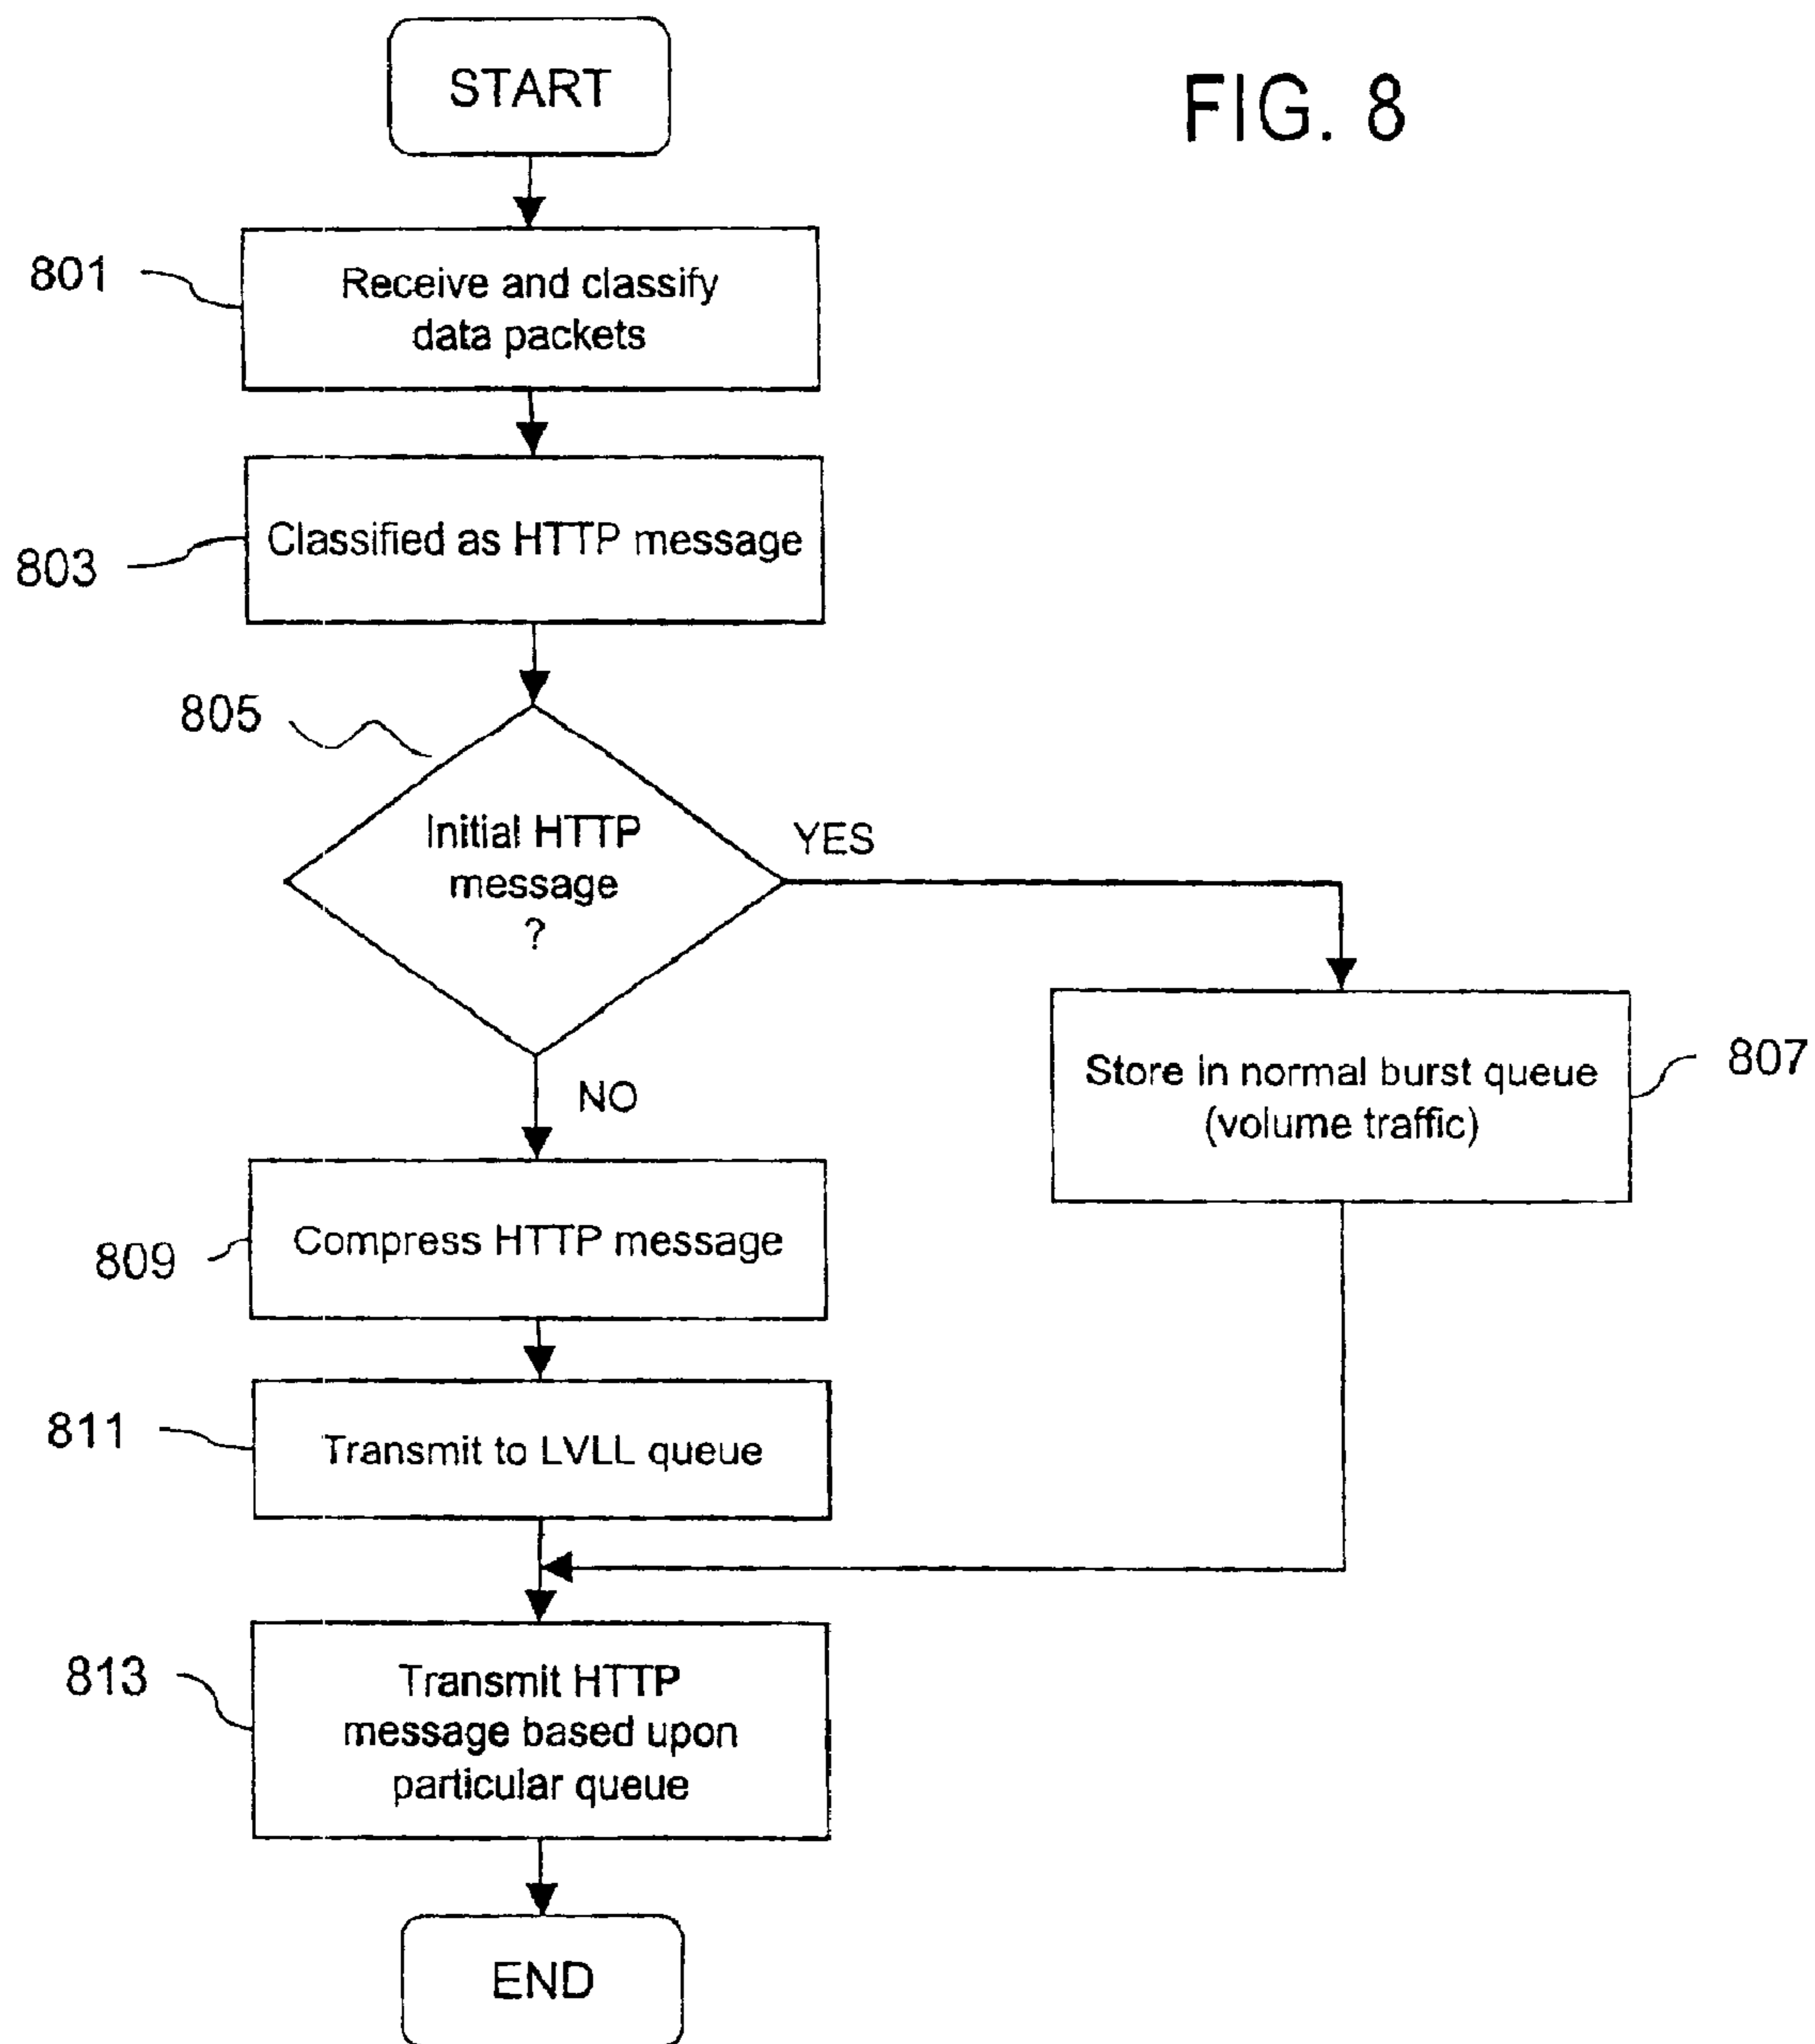 START
FIG. 8
801
Receive and classify
data packets
803
Classified as HTTP message
805
Initial HTTP
message
?
YES
NO
Store in normal burst queue
(volume traffic)
807
809
Compress HTTP message
811
Transmit to LVLL queue
813
Transmit HTTP
message based upon
particular queue
END